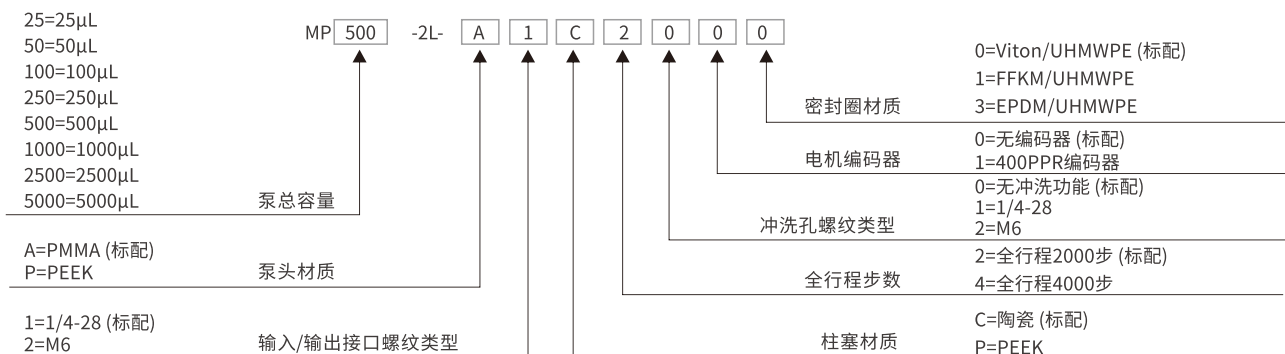 MP 500 -2L- A 1 C 2 0 0 0
25=25μL
50=50μL
100=100μL
250=250μL
500=500μL
1000=1000μL
2500=2500μL
5000=5000μL
泵总容量
A=PMMA (标配)
P=PEEK
泵头材质
1=1/4-28 (标配)
2=M6
输入/输出接口螺纹类型
0=Viton/UHMWPE (标配)
1=FFKM/UHMWPE
3=EPDM/UHMWPE
密封圈材质
0=无编码器 (标配)
1=400PPR编码器
电机编码器
0=无冲洗功能 (标配)
1=1/4-28
2=M6
冲洗孔螺纹类型
2=全行程2000步 (标配)
4=全行程4000步
全行程步数
C=陶瓷 (标配)
P=PEEK
柱塞材质